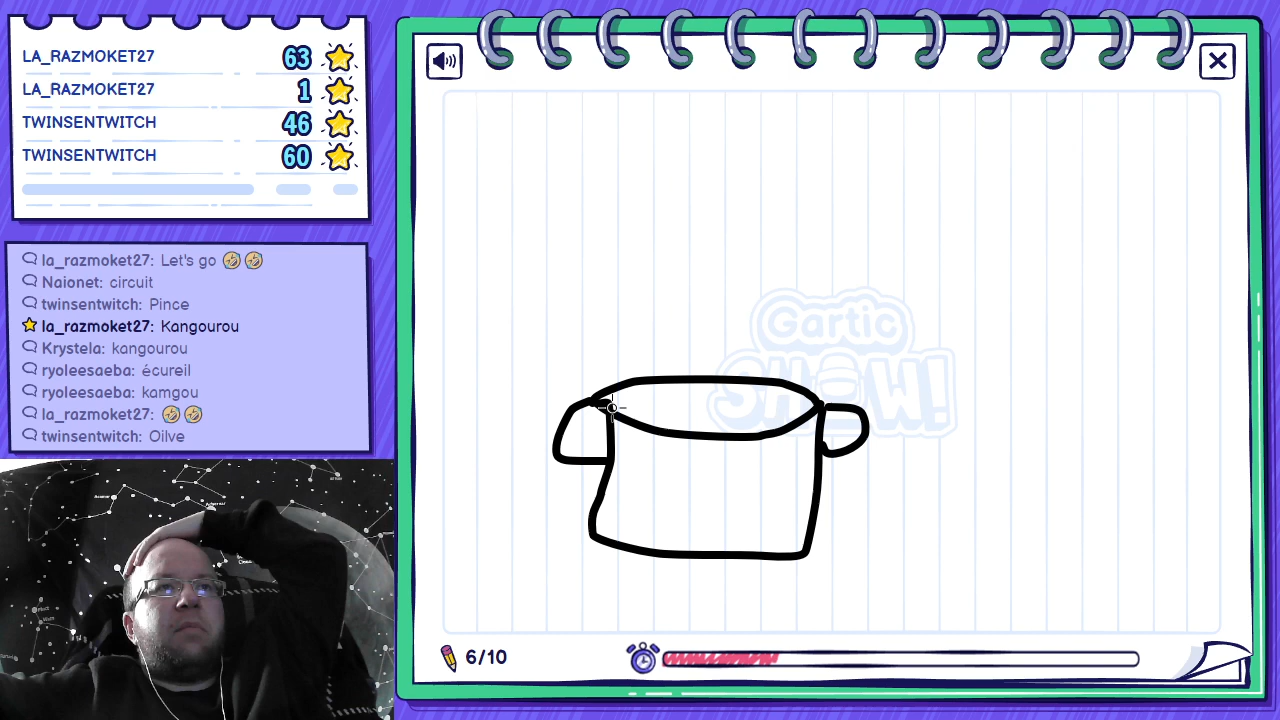 LA_RAZMOKET27 63
LA_RAZMOKET27 1
TWINSENTWITCH 46
TWINSENTWITCH 60
la_razmoket27: Let's go 🤣🤣
Naionet: circuit
twinsentwitch: Pince
la_razmoket27: Kangourou
Krystela: kangourou
ryoleesaeba: écureil
ryoleesaeba: kamgou
la_razmoket27: 🤣🤣
twinsentwitch: Oilve
Gartic
SHOW!
6/10